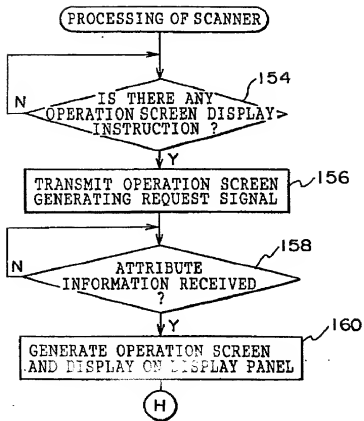 PROCESSING OF SCANNER
154
IS THERE ANY
N
OPERATION SCREEN DISPLAY
INSTRUCTION ?
Y
156
TRANSMIT OPERATION SCREEN
GENERATING REQUEST SIGNAL
158
N
ATTRIBUTE
INFORMATION RECEIVED
?
Y
160
GENERATE OPERATION SCREEN
AND DISPLAY ON DISPLAY PANEL
H